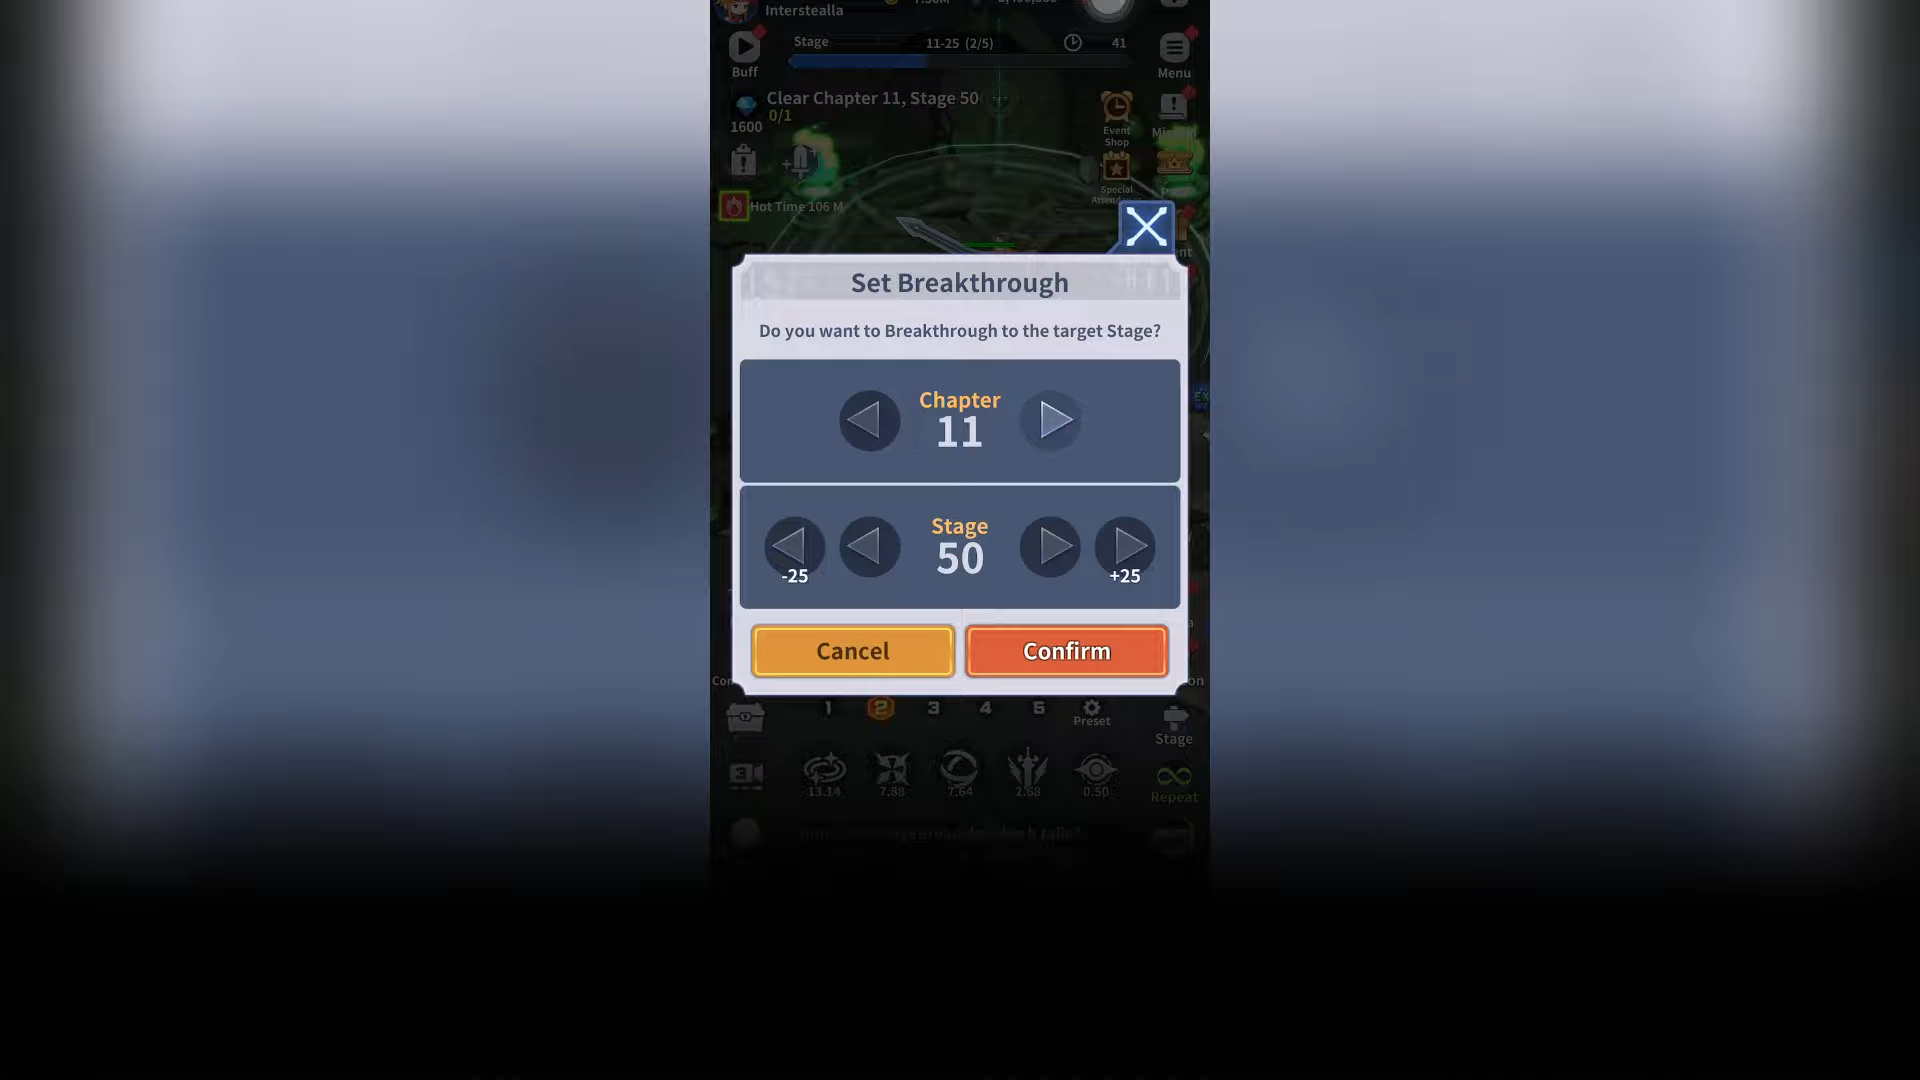 Interstealla
Stage 11-25 (2/5) 41
Buff
Menu
Clear Chapter 11, Stage 50
0/1
1600
Event
Shop
Special
Hot Time 106 M
Set Breakthrough
Do you want to Breakthrough to the target Stage?
Chapter
11
Stage
50
-25
+25
Cancel
Confirm
1 2 3 4 5
Preset
Stage
3
13.14 7.88 7.64 2.68 0.50
Repeat